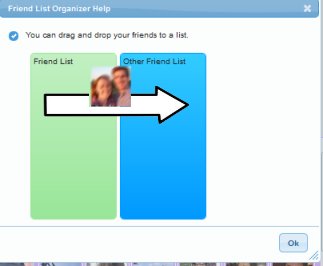 Friend List Organizer Help
You can drag and drop your friends to a list.
Friend List
Other Friend List
Ok